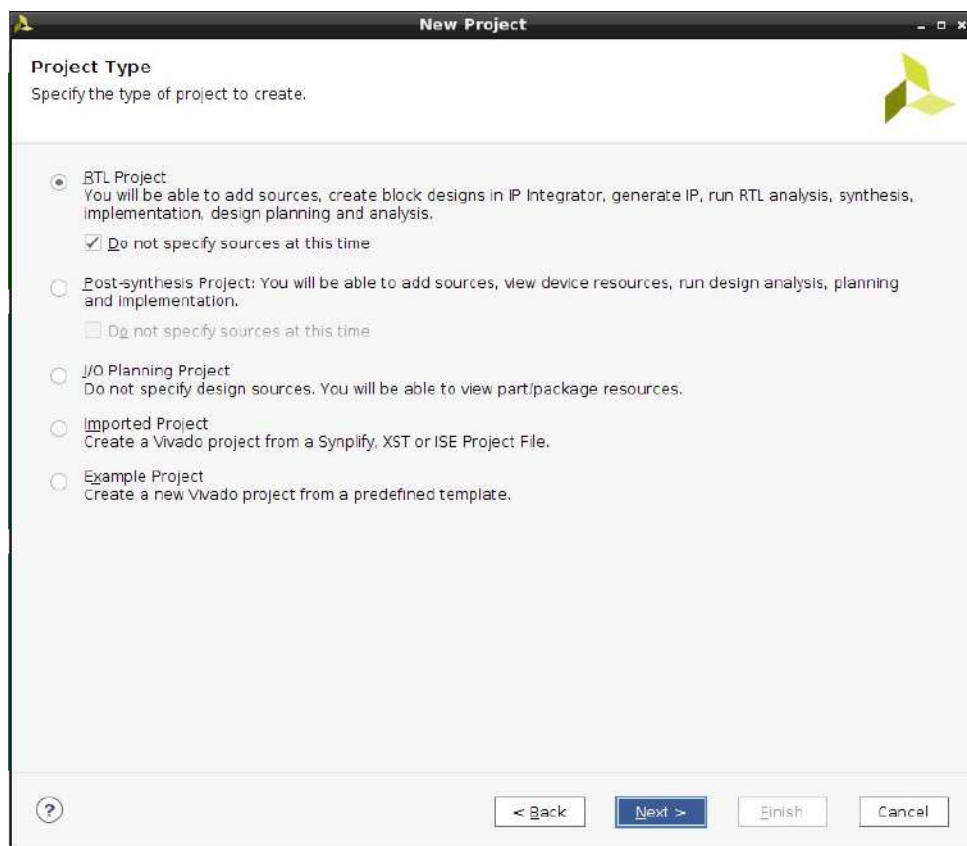 New Project
Project Type
Specify the type of project to create.
RTL Project
You will be able to add sources, create block designs in IP Integrator, generate IP, run RTL analysis, synthesis,
implementation, design planning and analysis.
Do not specify sources at this time
Post-synthesis Project: You will be able to add sources, view device resources, run design analysis, planning
and implementation.
Do not specify sources at this time
I/O Planning Project
Do not specify design sources. You will be able to view part/package resources.
Imported Project
Create a Vivado project from a Synplify, XST or ISE Project File.
Example Project
Create a new Vivado project from a predefined template.
? < Back Next > Finish Cancel